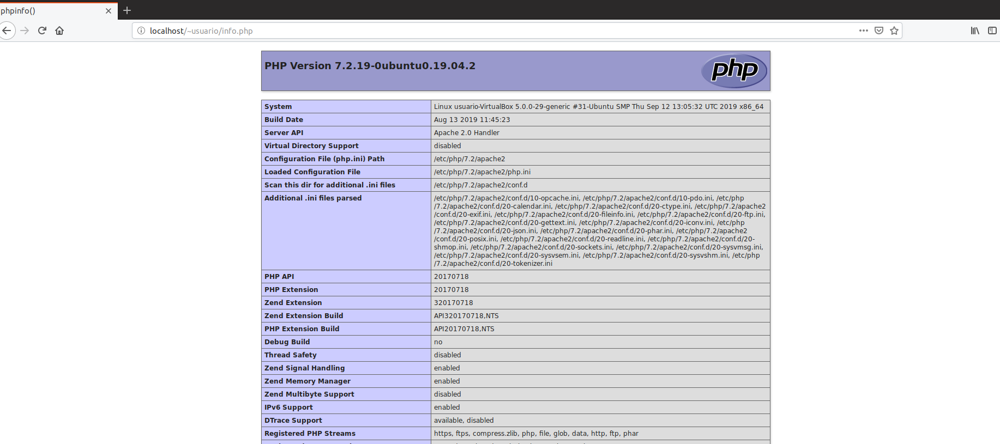 phpinfo()
localhost/~usuario/info.php
PHP Version 7.2.19-0ubuntu0.19.04.2
php
System Linux usuario-VirtualBox 5.0.0-29-generic #31-Ubuntu SMP Thu Sep 12 13:05:32 UTC 2019 x86_64
Build Date Aug 13 2019 11:45:23
Server API Apache 2.0 Handler
Virtual Directory Support disabled
Configuration File (php.ini) Path /etc/php/7.2/apache2
Loaded Configuration File /etc/php/7.2/apache2/php.ini
Scan this dir for additional .ini files /etc/php/7.2/apache2/conf.d
Additional .ini files parsed /etc/php/7.2/apache2/conf.d/10-opcache.ini, /etc/php/7.2/apache2/conf.d/10-pdo.ini, /etc/php
/7.2/apache2/conf.d/20-calendar.ini, /etc/php/7.2/apache2/conf.d/20-ctype.ini, /etc/php/7.2/apache2
/conf.d/20-exif.ini, /etc/php/7.2/apache2/conf.d/20-fileinfo.ini, /etc/php/7.2/apache2/conf.d/20-ftp.ini,
/etc/php/7.2/apache2/conf.d/20-gettext.ini, /etc/php/7.2/apache2/conf.d/20-iconv.ini, /etc/php
/7.2/apache2/conf.d/20-json.ini, /etc/php/7.2/apache2/conf.d/20-phar.ini, /etc/php/7.2/apache2
/conf.d/20-posix.ini, /etc/php/7.2/apache2/conf.d/20-readline.ini, /etc/php/7.2/apache2/conf.d/20-
shmop.ini, /etc/php/7.2/apache2/conf.d/20-sockets.ini, /etc/php/7.2/apache2/conf.d/20-sysvmsg.ini,
/etc/php/7.2/apache2/conf.d/20-sysvsem.ini, /etc/php/7.2/apache2/conf.d/20-sysvshm.ini, /etc/php
/7.2/apache2/conf.d/20-tokenizer.ini
PHP API 20170718
PHP Extension 20170718
Zend Extension 320170718
Zend Extension Build API320170718,NTS
PHP Extension Build API20170718,NTS
Debug Build no
Thread Safety disabled
Zend Signal Handling enabled
Zend Memory Manager enabled
Zend Multibyte Support disabled
IPv6 Support enabled
DTrace Support available, disabled
Registered PHP Streams https, ftps, compress.zlib, php, file, glob, data, http, ftp, phar